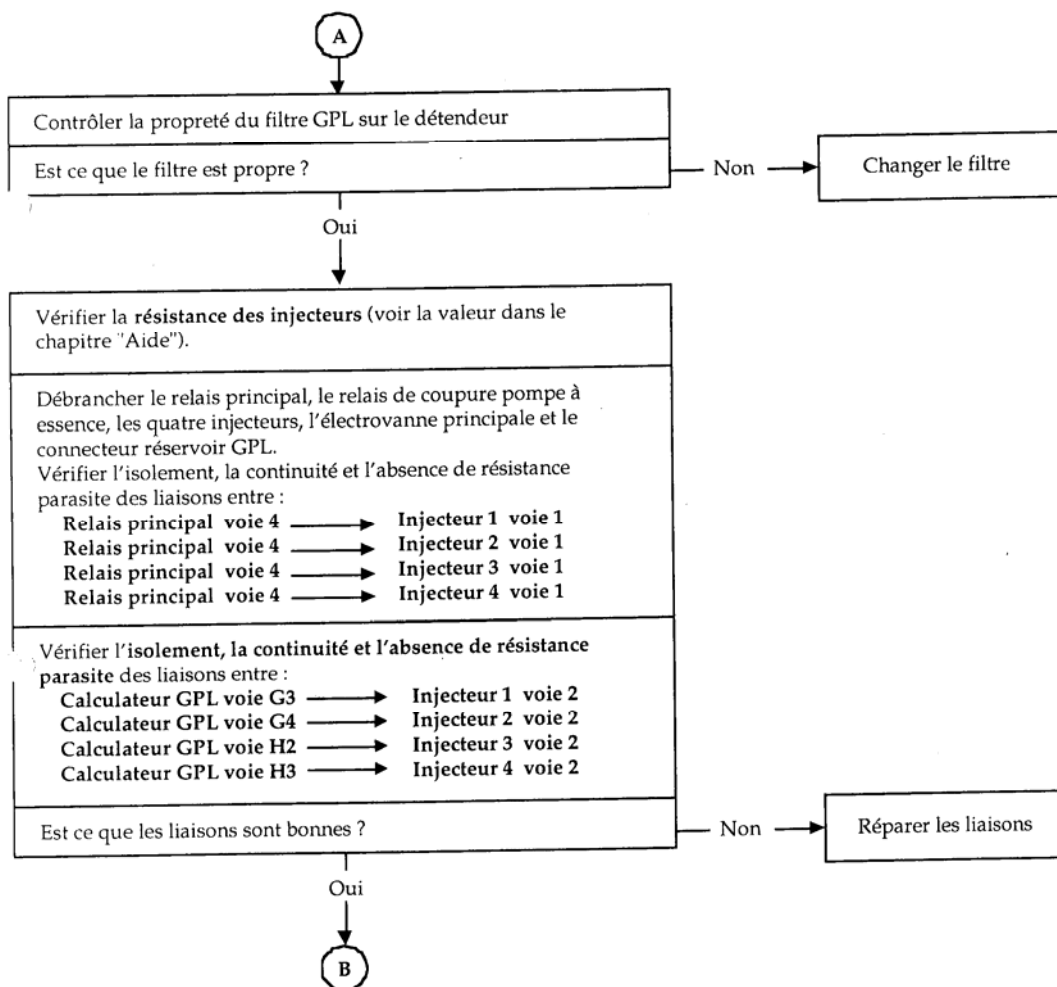 A
Contrôler la propreté du filtre GPL sur le détendeur
Est ce que le filtre est propre ?
Non
Changer le filtre
Oui
Vérifier la résistance des injecteurs (voir la valeur dans le
chapitre "Aide").
Débrancher le relais principal, le relais de coupure pompe à
essence, les quatre injecteurs, l'électrovanne principale et le
connecteur réservoir GPL.
Vérifier l'isolement, la continuité et l'absence de résistance
parasite des liaisons entre :
Relais principal voie 4 Injecteur 1 voie 1
Relais principal voie 4 Injecteur 2 voie 1
Relais principal voie 4 Injecteur 3 voie 1
Relais principal voie 4 Injecteur 4 voie 1
Vérifier l'isolement, la continuité et l'absence de résistance
parasite des liaisons entre :
Calculateur GPL voie G3 Injecteur 1 voie 2
Calculateur GPL voie G4 Injecteur 2 voie 2
Calculateur GPL voie H2 Injecteur 3 voie 2
Calculateur GPL voie H3 Injecteur 4 voie 2
Est ce que les liaisons sont bonnes ?
Non
Réparer les liaisons
Oui
B